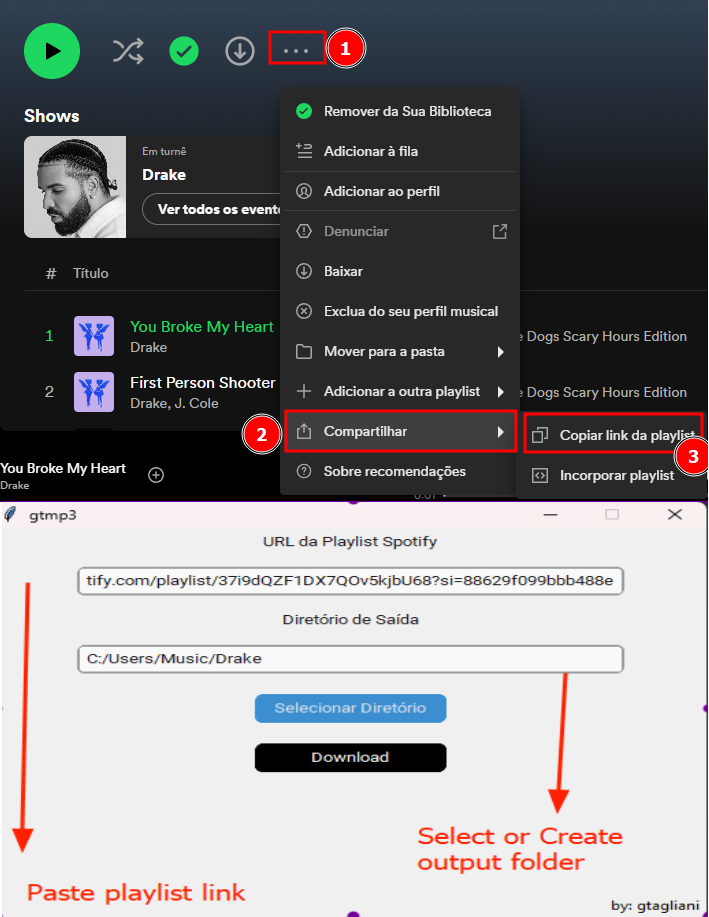 1
Remover da Sua Biblioteca
Shows
Adicionar à fila
Em turnê
Drake
Adicionar ao perfil
Ver todos os evento
Denunciar
# Título
Baixar
Exclua do seu perfil musical
1 You Broke My Heart
Drake
e Dogs Scary Hours Edition
Mover para a pasta
2 First Person Shooter
Drake, J. Cole
Adicionar a outra playlist
e Dogs Scary Hours Edition
2
Compartilhar
Copiar link da playlist
3
You Broke My Heart
Drake
Sobre recomendações
Incorporar playlist
0:01
gtmp3
URL da Playlist Spotify
tify.com/playlist/37i9dQZF1DX7QOv5kjbU68?si=88629f099bbb488e
Diretório de Saída
C:/Users/Music/Drake
Selecionar Diretório
Download
Select or Create
output folder
Paste playlist link
by: gtagliani